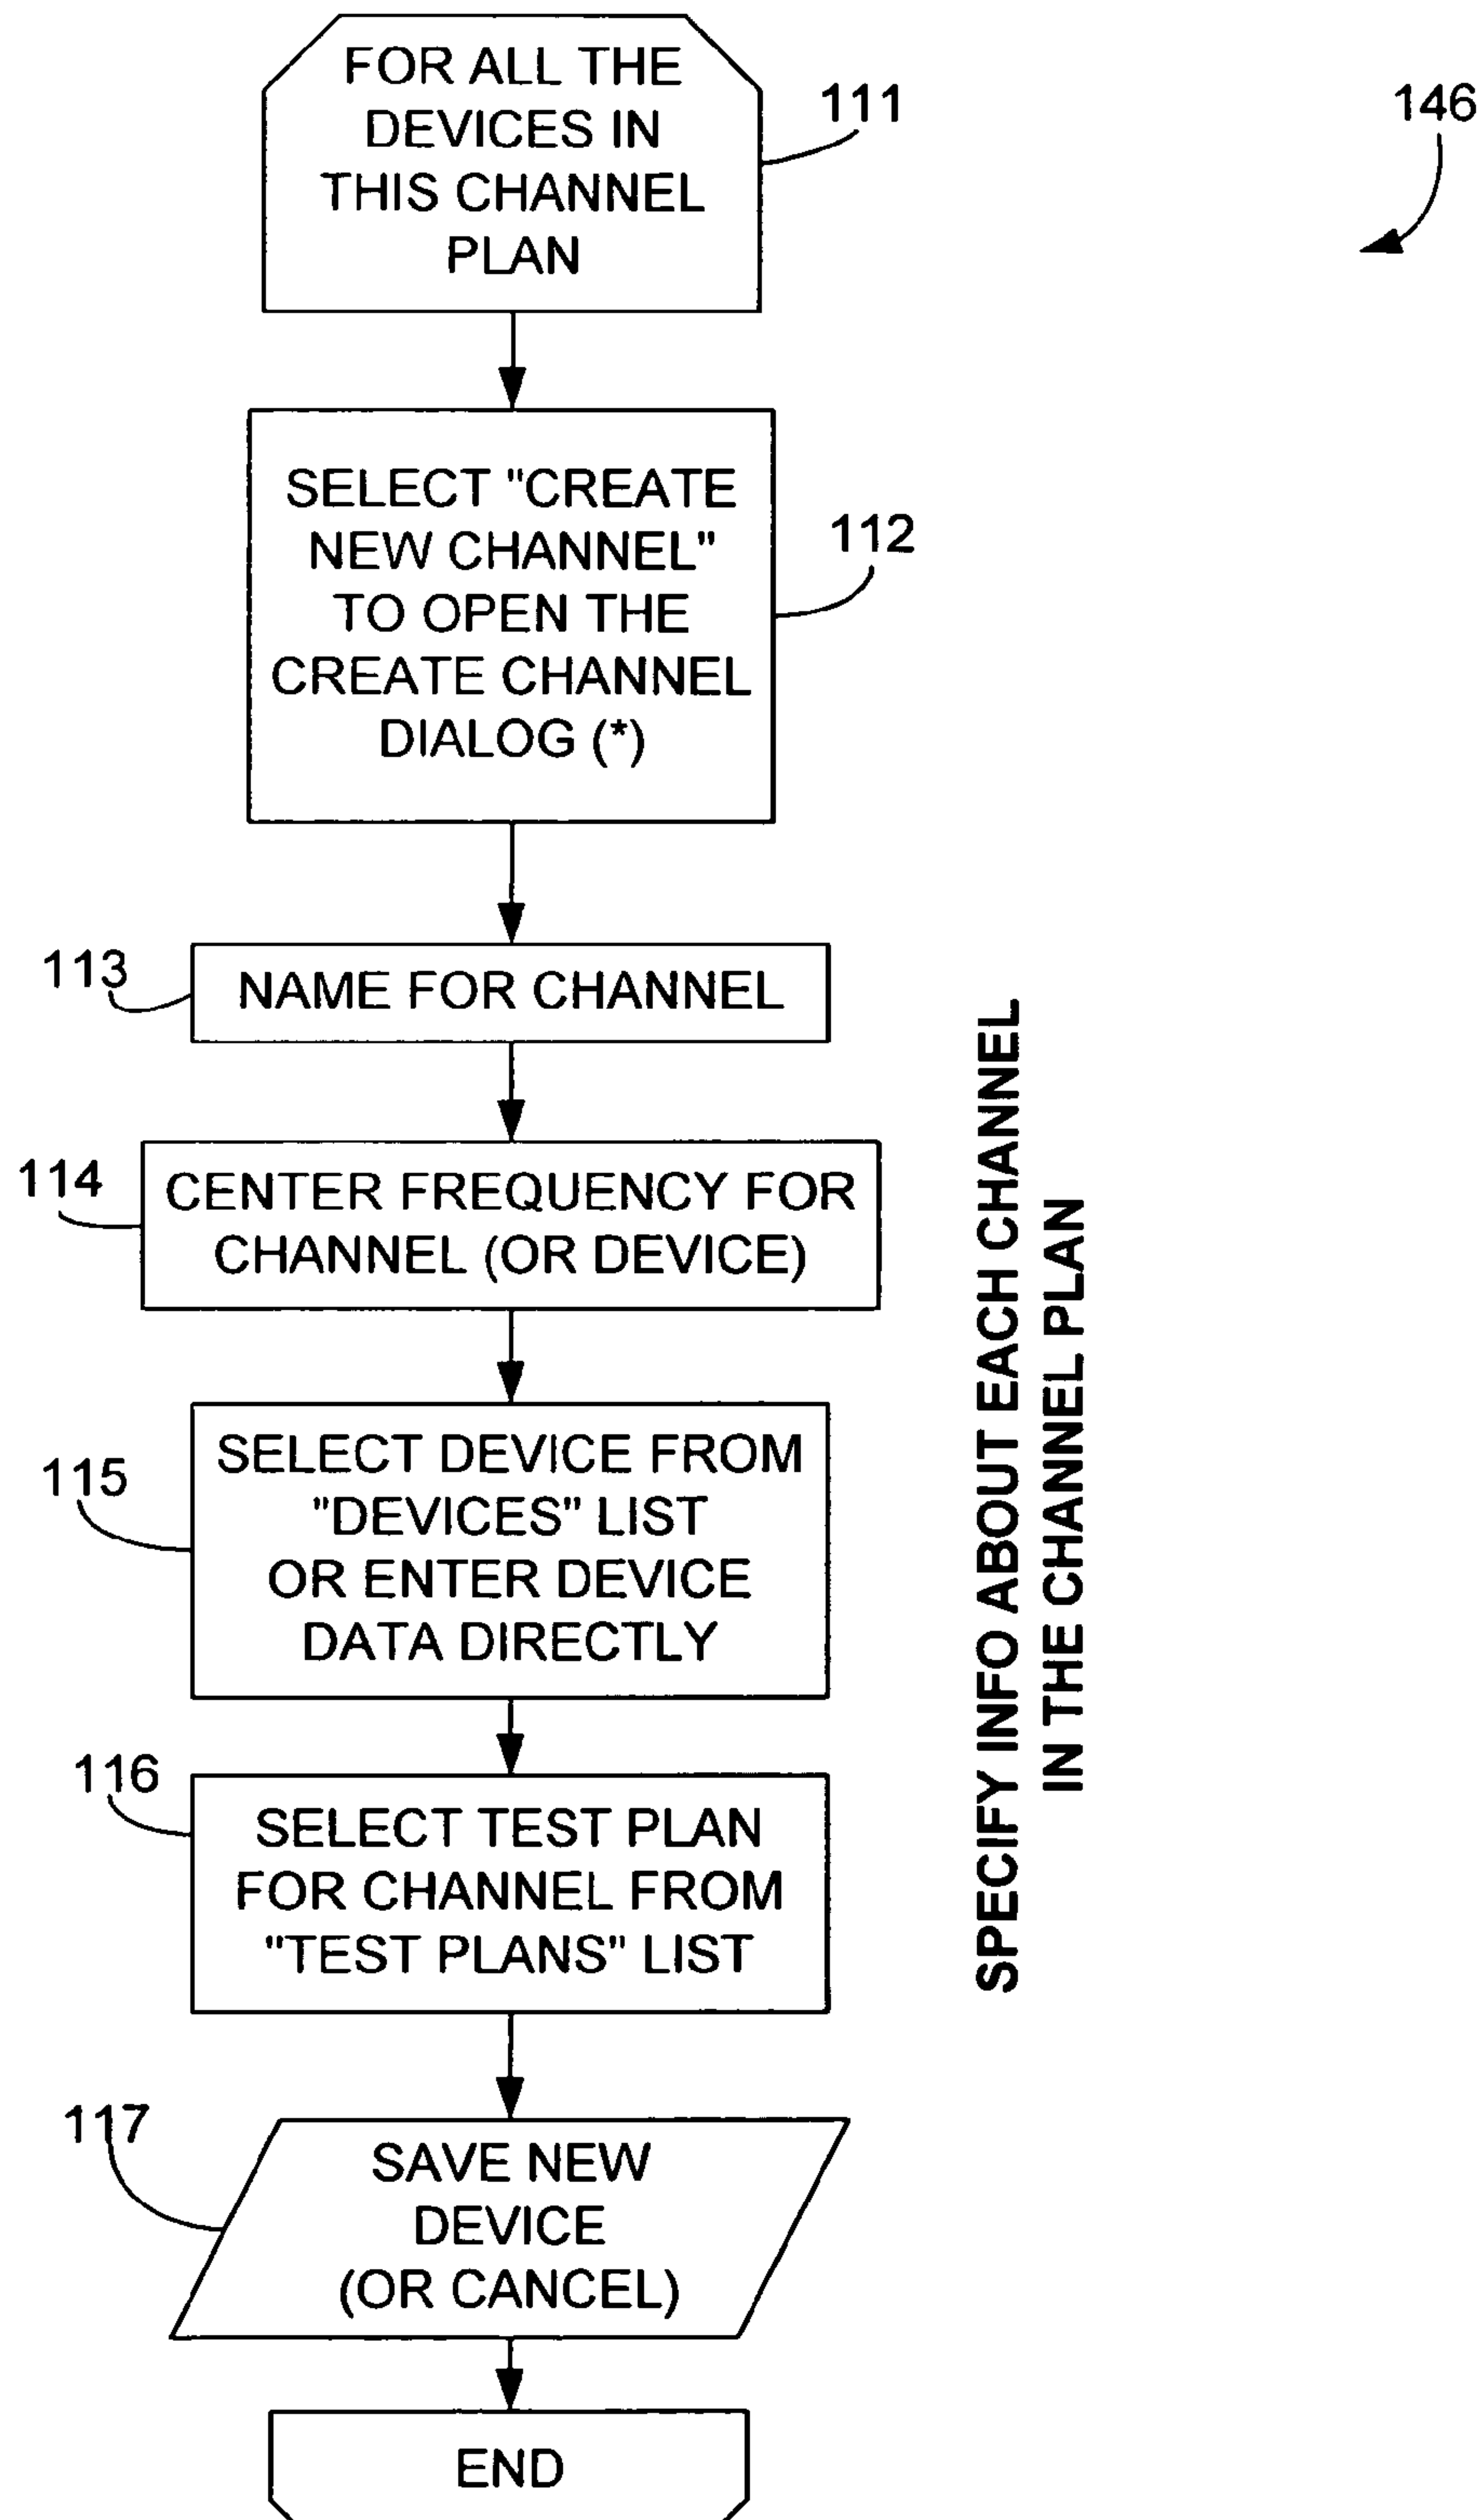 FOR ALL THE
DEVICES IN
THIS CHANNEL
PLAN
111
146
SELECT "CREATE
NEW CHANNEL"
TO OPEN THE
CREATE CHANNEL
DIALOG (*)
112
113
NAME FOR CHANNEL
114
CENTER FREQUENCY FOR
CHANNEL (OR DEVICE)
115
SELECT DEVICE FROM
"DEVICES" LIST
OR ENTER DEVICE
DATA DIRECTLY
116
SELECT TEST PLAN
FOR CHANNEL FROM
"TEST PLANS" LIST
117
SAVE NEW
DEVICE
(OR CANCEL)
END
SPECIFY INFO ABOUT EACH CHANNEL
IN THE CHANNEL PLAN